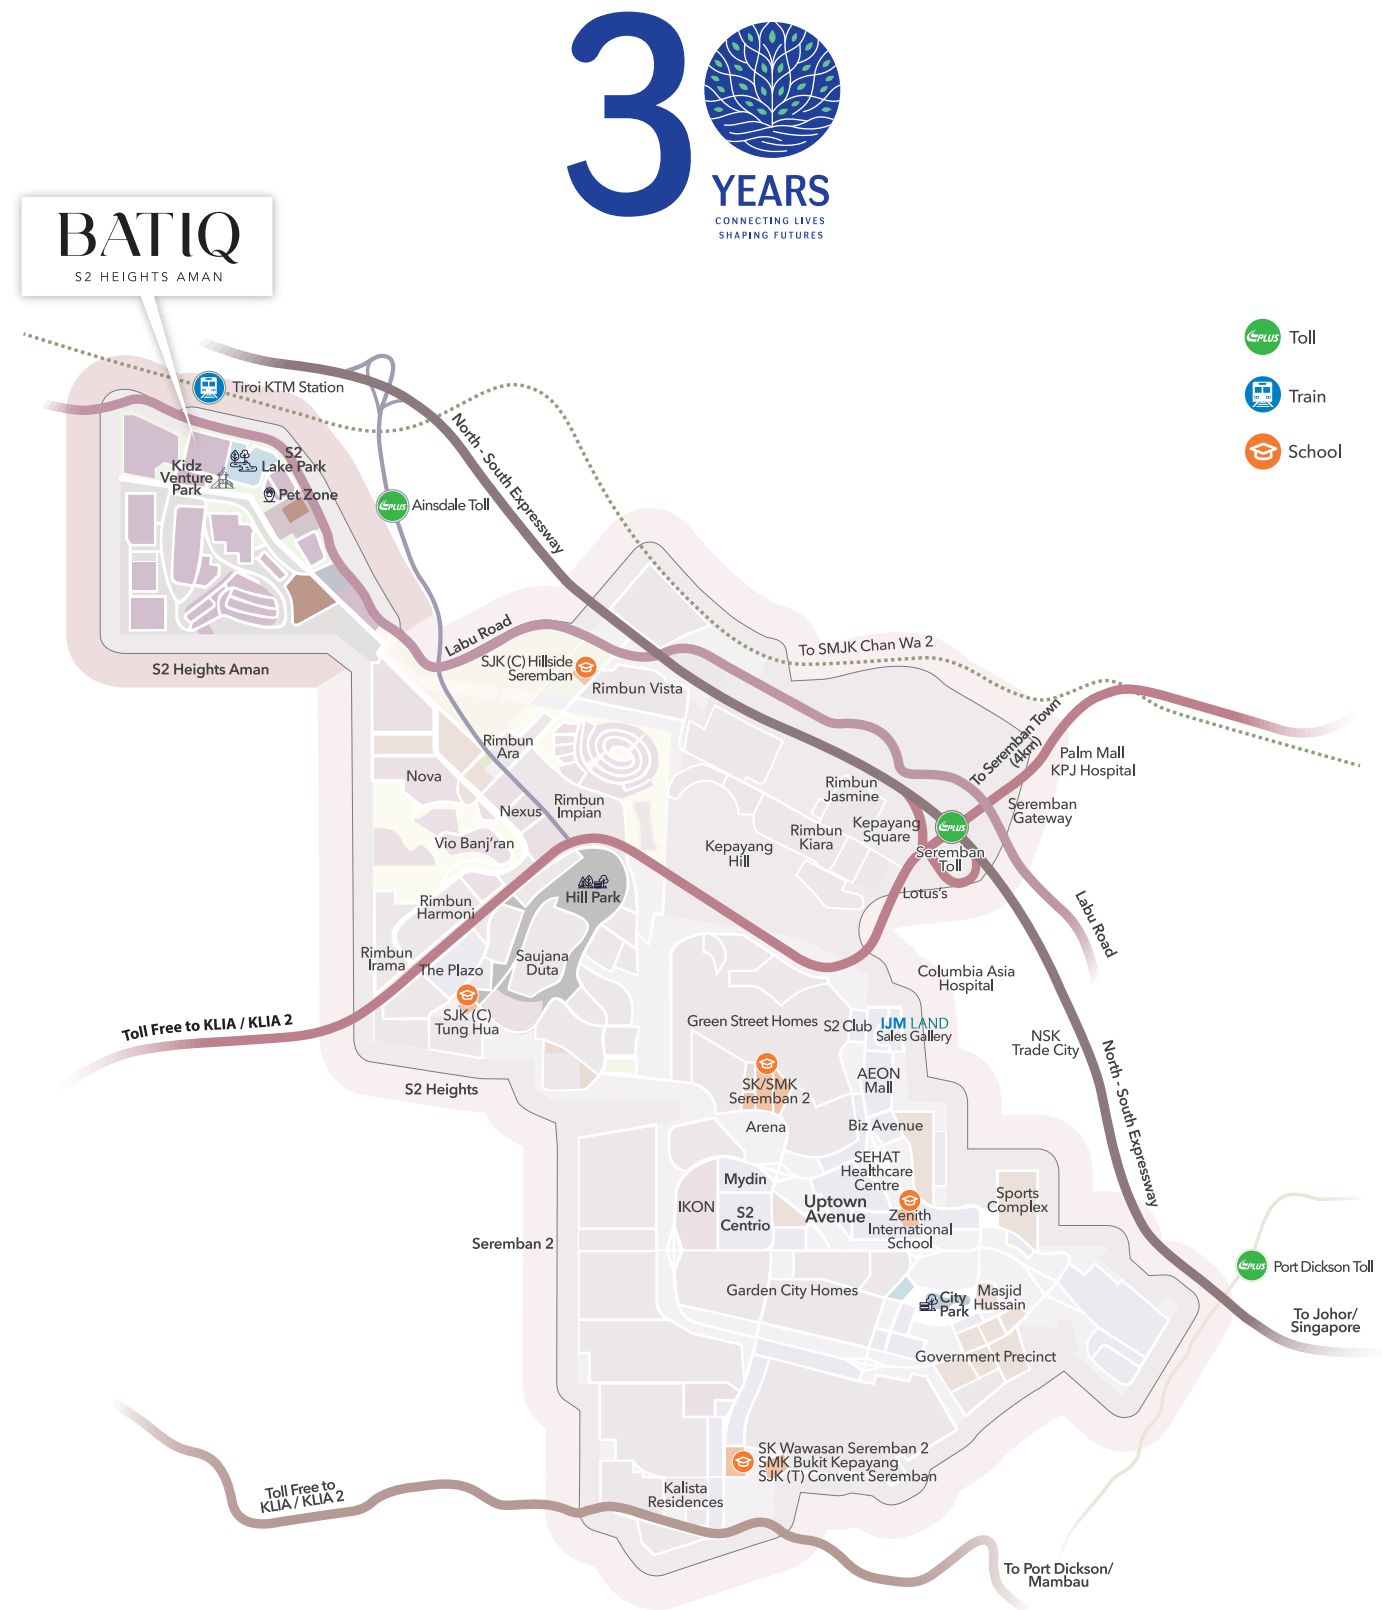 30
YEARS
CONNECTING LIVES
SHAPING FUTURES
BATIQ
S2 HEIGHTS AMAN
PLUS
Toll
Train
School
Tiroi KTM Station
S2
Lake Park
Kidz
Venture
Park
Pet Zone
PLUS
Ainsdale Toll
North - South Expressway
S2 Heights Aman
Labu Road
SJK (C) Hillside
Seremban
Rimbun Vista
To SMJK Chan Wa 2
To Seremban Town
(4km)
Palm Mall
KPJ Hospital
Seremban
Gateway
Rimbun
Ara
Nova
Nexus
Rimbun
Impian
Vio Banj'ran
Rimbun
Jasmine
Kepayang
Square
Rimbun
Kiara
Kepayang
Hill
PLUS
Seremban
Toll
Lotus's
Labu Road
Hill Park
Rimbun
Harmoni
Rimbun
Irama
The Plazo
Saujana
Duta
SJK (C)
Tung Hua
Toll Free to KLIA / KLIA 2
S2 Heights
Columbia Asia
Hospital
Green Street Homes
S2 Club
IJM LAND
Sales Gallery
NSK
Trade City
North - South Expressway
SK/SMK
Seremban 2
Arena
AEON
Mall
Biz Avenue
SEHAT
Healthcare
Centre
Mydin
IKON
S2
Centrio
Uptown
Avenue
Zenith
International
School
Sports
Complex
Seremban 2
PLUS
Port Dickson Toll
Garden City Homes
City
Park
Masjid
Hussain
To Johor/
Singapore
Government Precinct
SK Wawasan Seremban 2
SMK Bukit Kepayang
SJK (T) Convent Seremban
Kalista
Residences
Toll Free to
KLIA / KLIA 2
To Port Dickson/
Mambau